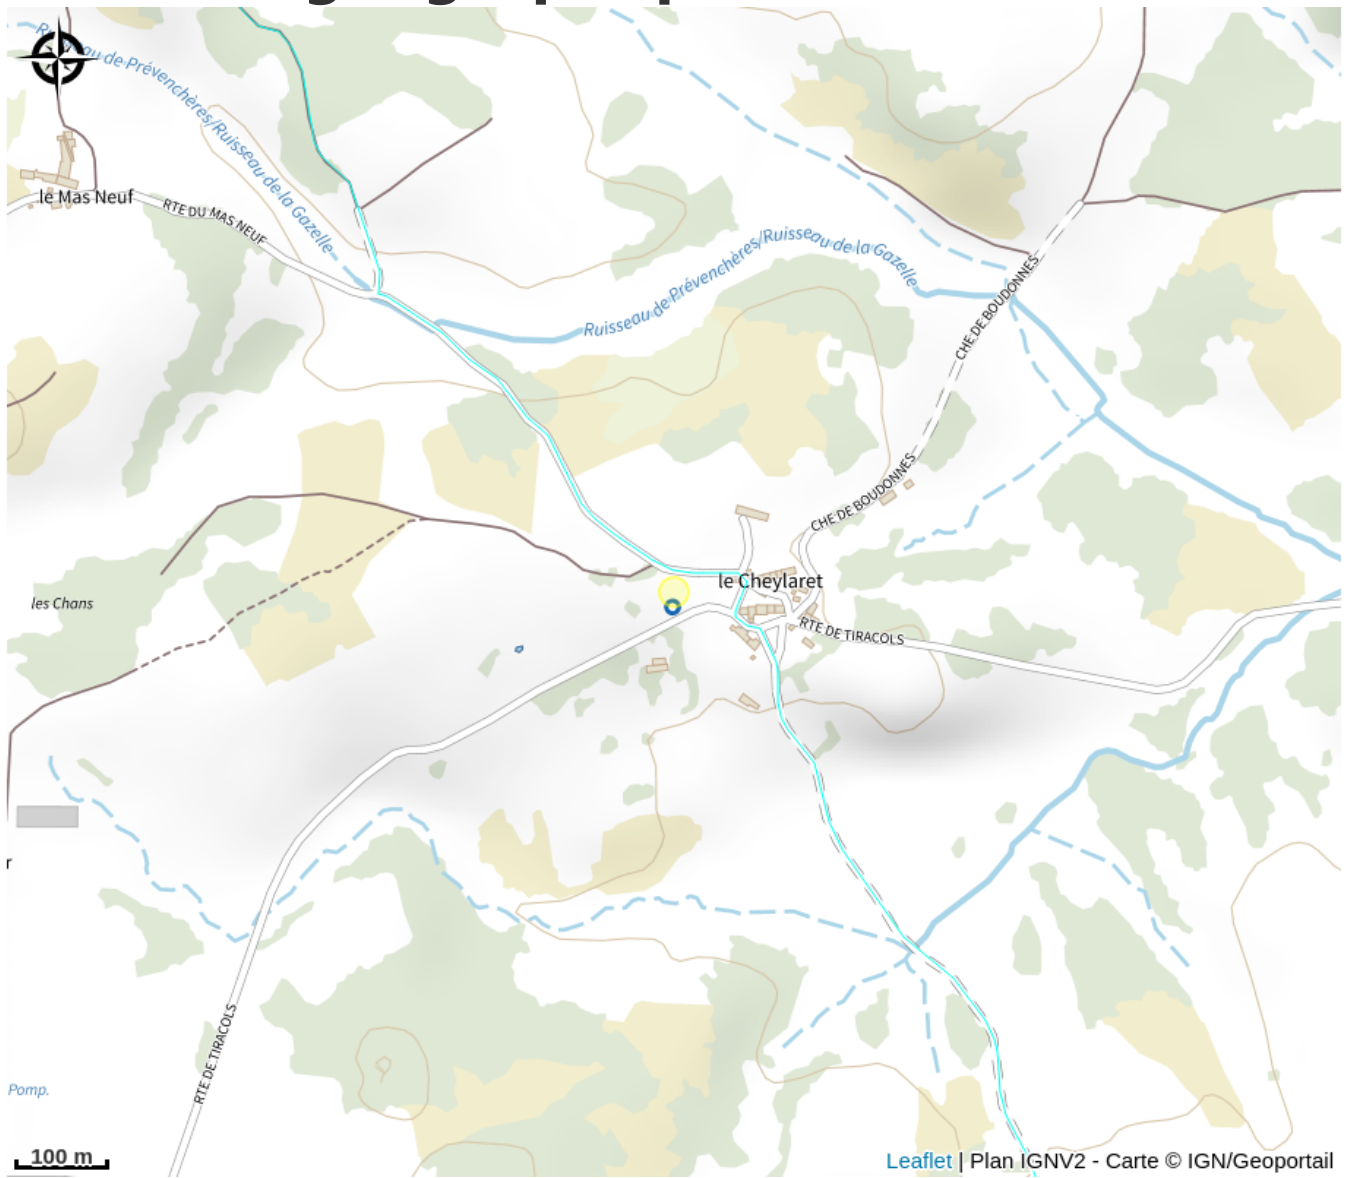 Ruisseau de Prévenchères/Ruisseau de la Gazelle
le Mas Neuf
RTE DU MAS NEUF
Ruisseau de Prévenchères/Ruisseau de la Gazelle
CHE DE BOUDONNES
CHE DE BOUDONNES
le Cheylaret
les Chans
RTE DE TIRACOLS
r
RTE DE TIRACOLS
Pomp.
100 m
Leaflet | Plan IGNV2 - Carte © IGN/Geoportail